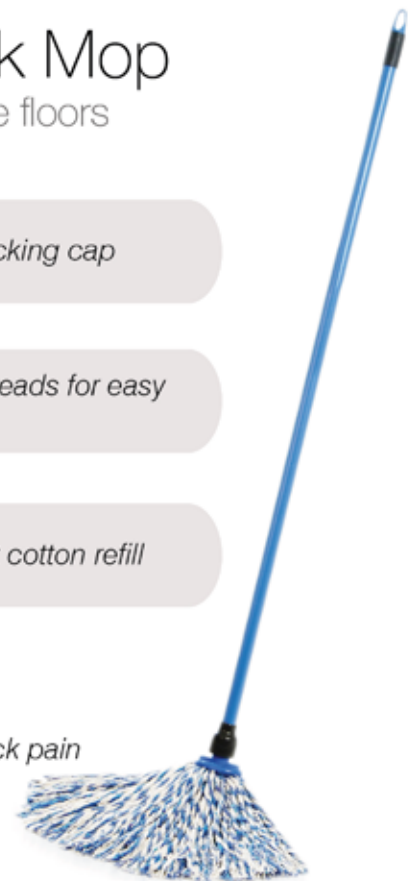 k Mop
e floors
cking cap
eads for easy
cotton refill
ck pain